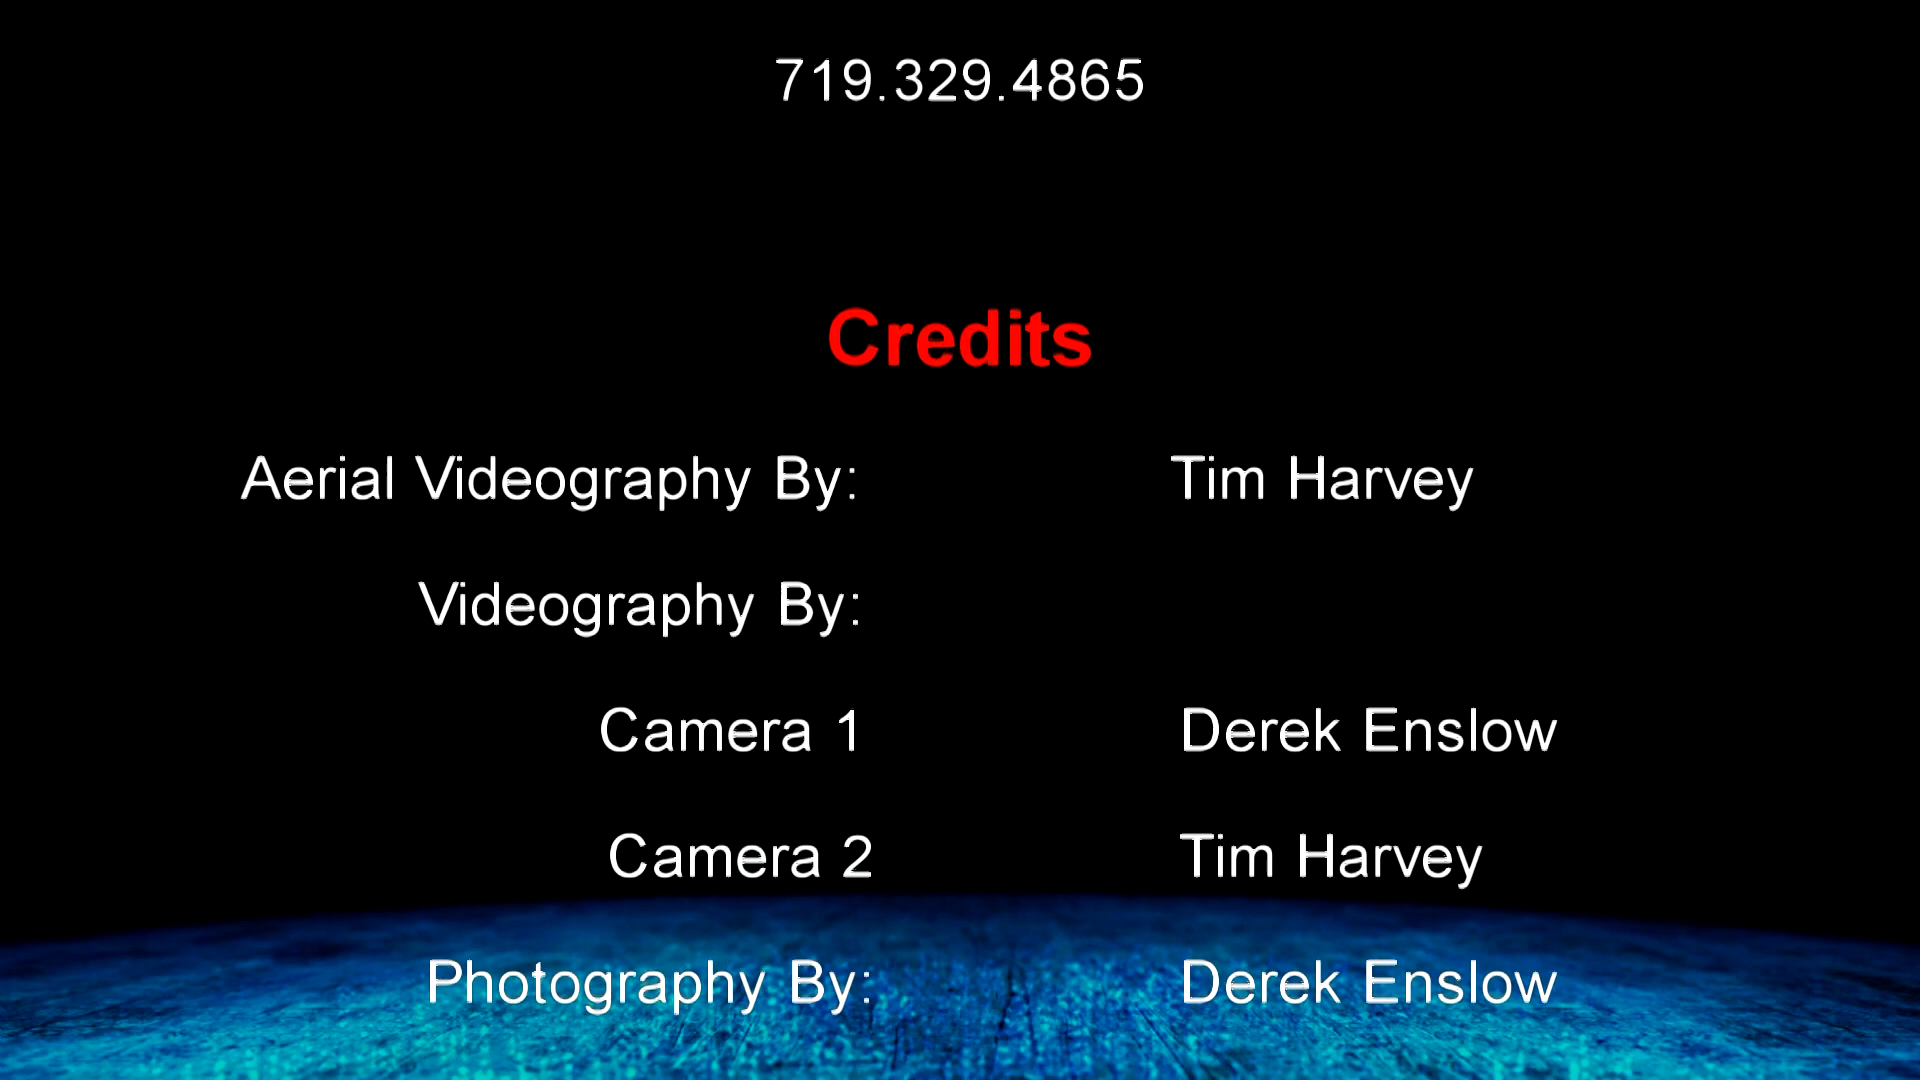 719.329.4865
Credits
Aerial Videography By: Tim Harvey
Videography By:
Camera 1 Derek Enslow
Camera 2 Tim Harvey
Photography By: Derek Enslow